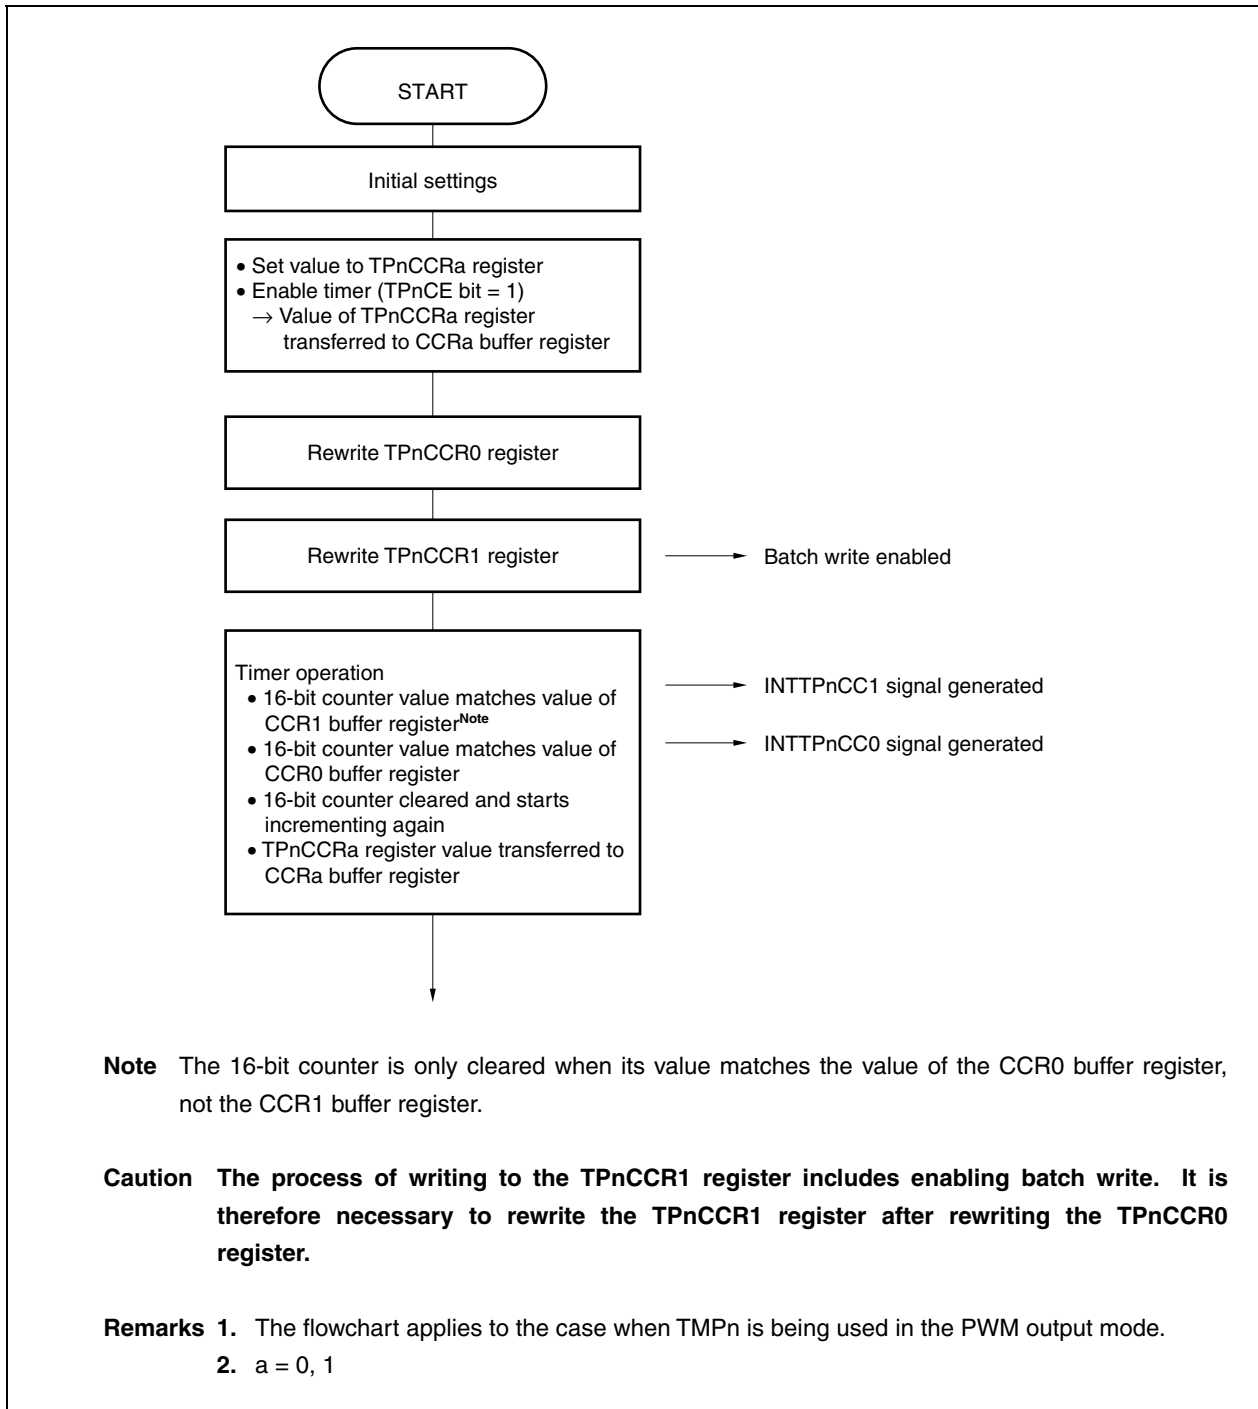 START
Initial settings
• Set value to TPnCCRa register
• Enable timer (TPnCE bit = 1)
→ Value of TPnCCRa register
transferred to CCRa buffer register
Rewrite TPnCCR0 register
Rewrite TPnCCR1 register
Batch write enabled
Timer operation
• 16-bit counter value matches value of
CCR1 buffer registerNote
• 16-bit counter value matches value of
CCR0 buffer register
• 16-bit counter cleared and starts
incrementing again
• TPnCCRa register value transferred to
CCRa buffer register
INTTPnCC1 signal generated
INTTPnCC0 signal generated
Note The 16-bit counter is only cleared when its value matches the value of the CCR0 buffer register,
not the CCR1 buffer register.
Caution The process of writing to the TPnCCR1 register includes enabling batch write. It is
therefore necessary to rewrite the TPnCCR1 register after rewriting the TPnCCR0
register.
Remarks 1. The flowchart applies to the case when TMPn is being used in the PWM output mode.
2. a = 0, 1